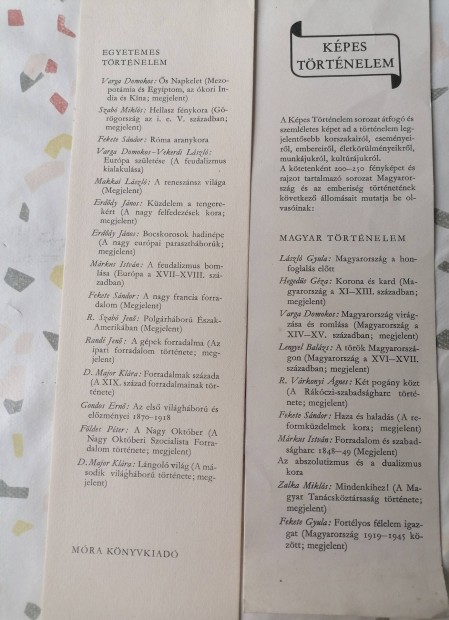 EGYETEMES
TÖRTÉNELEM
Varga Domokos: Ős Napkelet (Mezo-
potámia és Egyiptom, az ókori In-
dia és Kína; megjelent)
Szabó Miklós: Hellasz fénykora (Gö-
rögország az i. e. V. században;
megjelent)
Fekete Sándor: Róma aranykora
Varga Domokos–Vekerdi László:
Európa születése (A feudalizmus
kialakulása)
Makkai László: A reneszánsz világa
(Megjelent)
Erdődy János: Küzdelem a tengere-
kért (A nagy felfedezések kora;
megjelent)
Erdődy János: Bocskorosok hadinépe
(A nagy európai parasztháborúk;
megjelent)
Márkus István: A feudalizmus bom-
lása (Európa a XVII–XVIII. szá-
zadban)
Fekete Sándor: A nagy francia forra-
dalom (Megjelent)
R. Szabó Jenő: Polgárháború Észak-
Amerikában (Megjelent)
Randi Jenő: A gépek forradalma (Az
ipari forradalom története; meg-
jelent)
D. Major Klára: Forradalmak százada
(A XIX. század forradalmainak tör-
ténete)
Gondos Ernő: Az első világháború és
előzményei 1870–1918
Földes Péter: A Nagy Október (A
Nagy Októberi Szocialista Forra-
dalom története; megjelent)
D. Major Klára: Lángoló világ (A má-
sodik világháború története; meg-
jelent)
MÓRA KÖNYVKIADÓ
KÉPES
TÖRTÉNELEM
A Képes Történelem sorozat átfogó és
szemléletes képet ad a történelem leg-
jelentősebb korszakairól, eseményei-
ről, embereiről, életkörülményeikről,
munkájukról, kultúrájukról.
A kötetenként 200–250 fényképet és
rajzot tartalmazó sorozat Magyaror-
szág és az emberiség történetének
következő állomásait mutatja be ol-
vasóinak:
MAGYAR TÖRTÉNELEM
László Gyula: Magyarország a hon-
foglalás előtt
Hegedüs Géza: Korona és kard (Ma-
gyarország a XI–XIII. században;
megjelent)
Varga Domokos: Magyarország virág-
zása és romlása (Magyarország a
XIV–XV. században; megjelent)
Lengyel Balázs: A török Magyarorszá-
gon (Magyarország a XVI–XVII.
században; megjelent)
R. Várkonyi Ágnes: Két pogány közt
(A Rákóczi-szabadságharc törté-
nete; megjelent)
Fekete Sándor: Haza és haladás (A re-
formküzdelmek kora; megjelent)
Márkus István: Forradalom és szabad-
ságharc 1848–49 (Megjelent)
Az abszolutizmus és a dualizmus
kora
Zalka Miklós: Mindenkihez! (A Ma-
gyar Tanácsköztársaság története;
megjelent)
Fekete Gyula: Fortélyos félelem igaz-
gat (Magyarország 1919–1945 kö-
zött; megjelent)